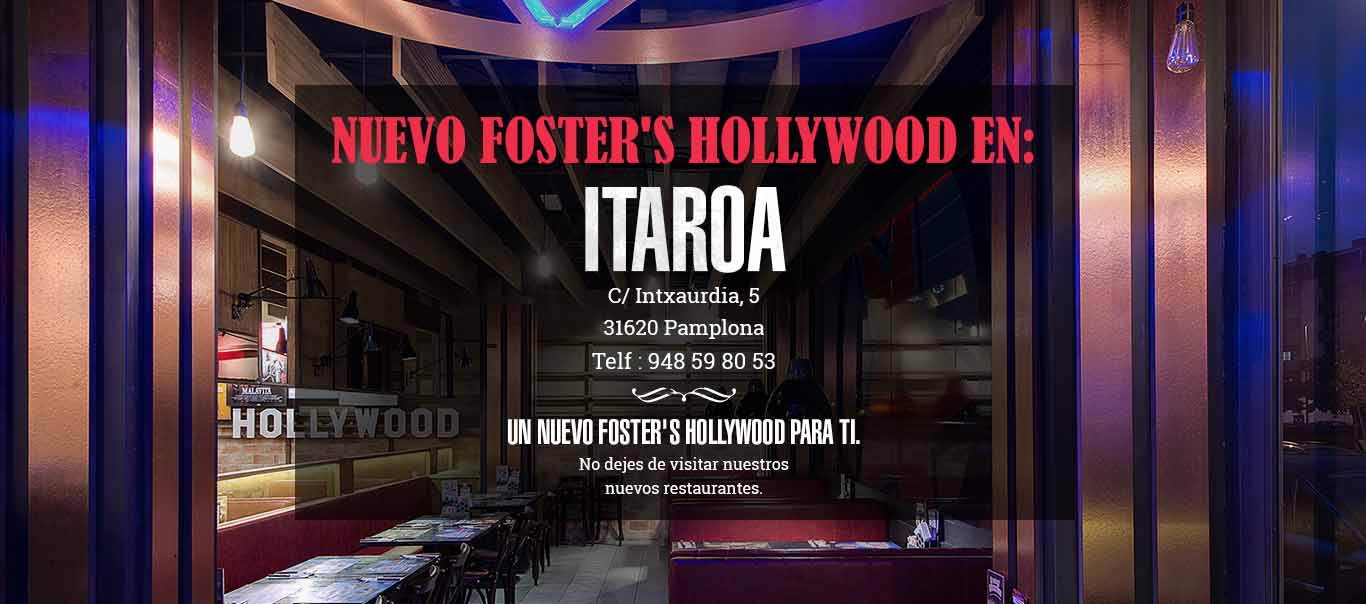 NUEVO FOSTER'S HOLLYWOOD EN:
ITAROA
C/ Intxaurdia, 5
31620 Pamplona
Telf : 948 59 80 53
MALAVITA
HOLLYWOOD
UN NUEVO FOSTER'S HOLLYWOOD PARA TI.
No dejes de visitar nuestros
nuevos restaurantes.